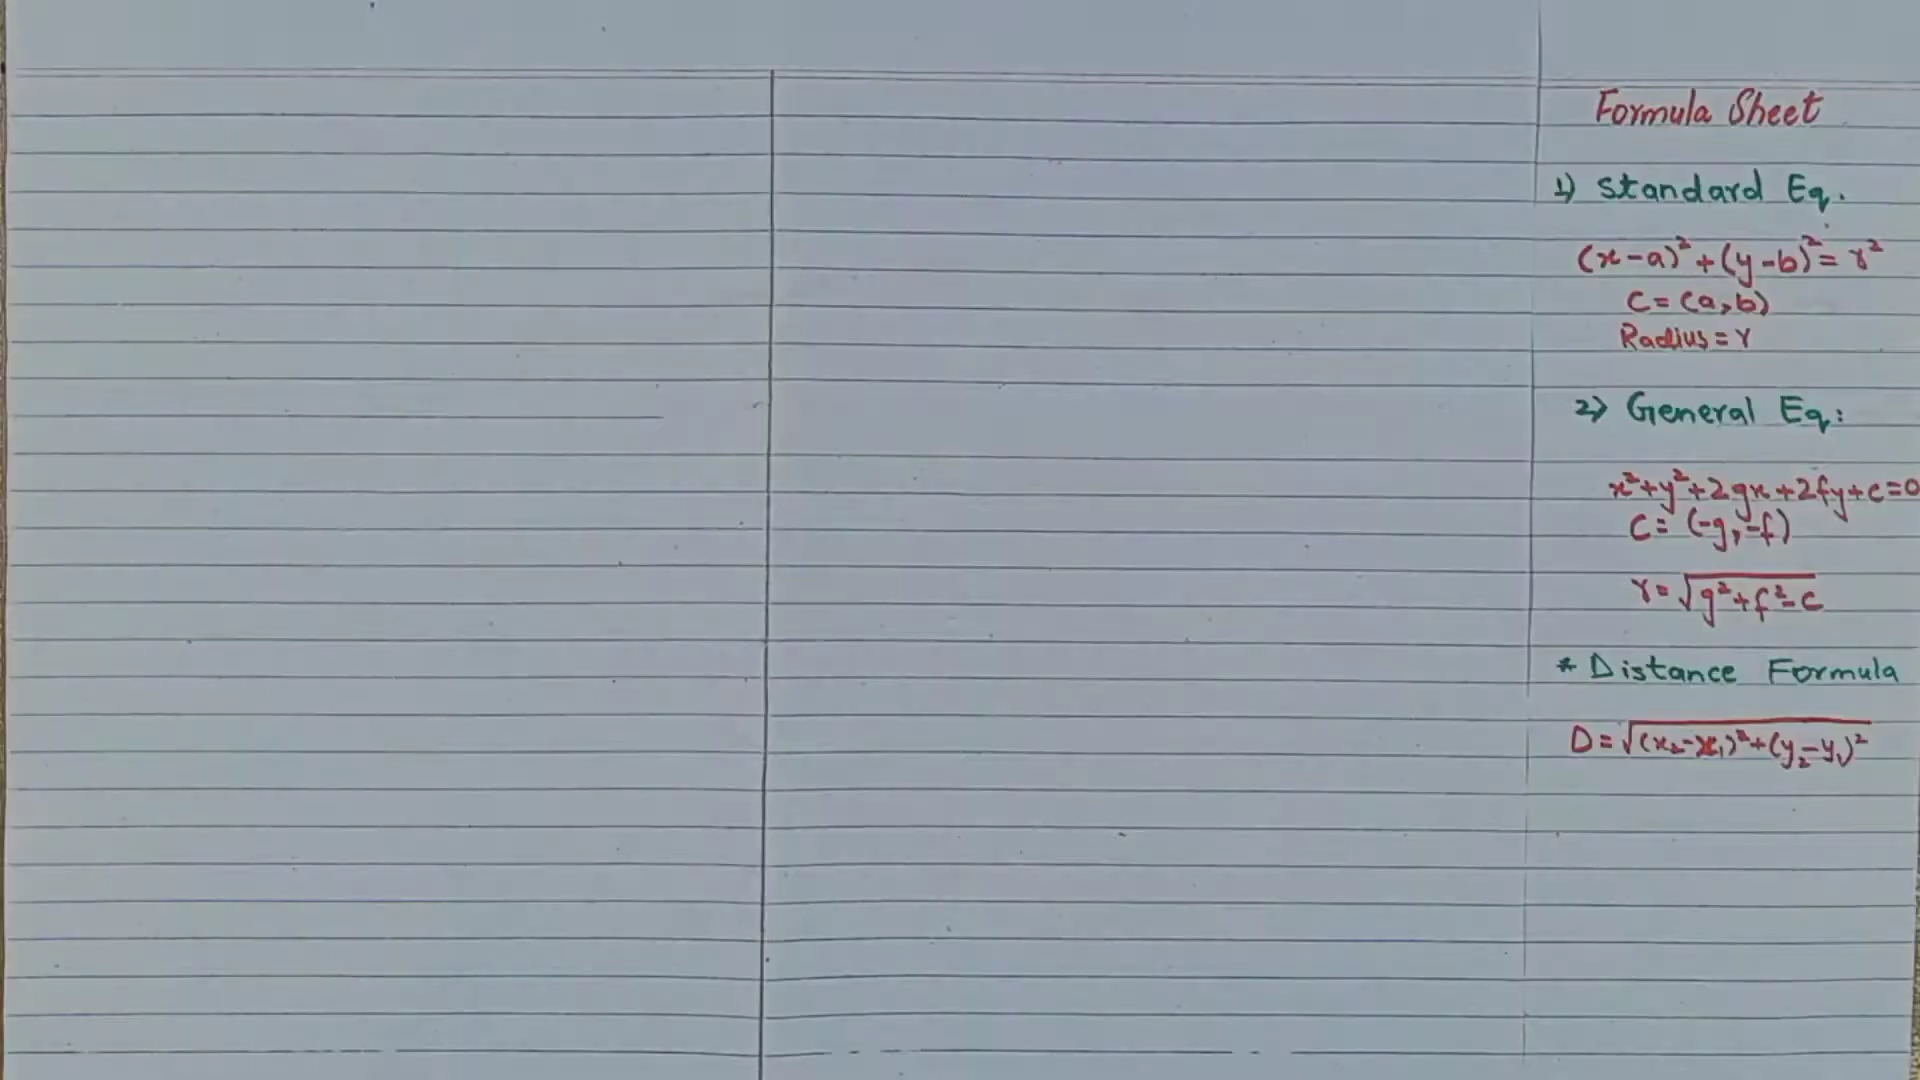 Formula Sheet
1) Standard Eq.
(x-a)²+(y-b)²= r²
C=(a,b)
Radius=r
2) General Eq:
x²+y²+2gx+2fy+c=0
C= (-g,-f)
r=√g²+f²-c
* Distance Formula
D=√(x₂-x₁)²+(y₂-y₁)²